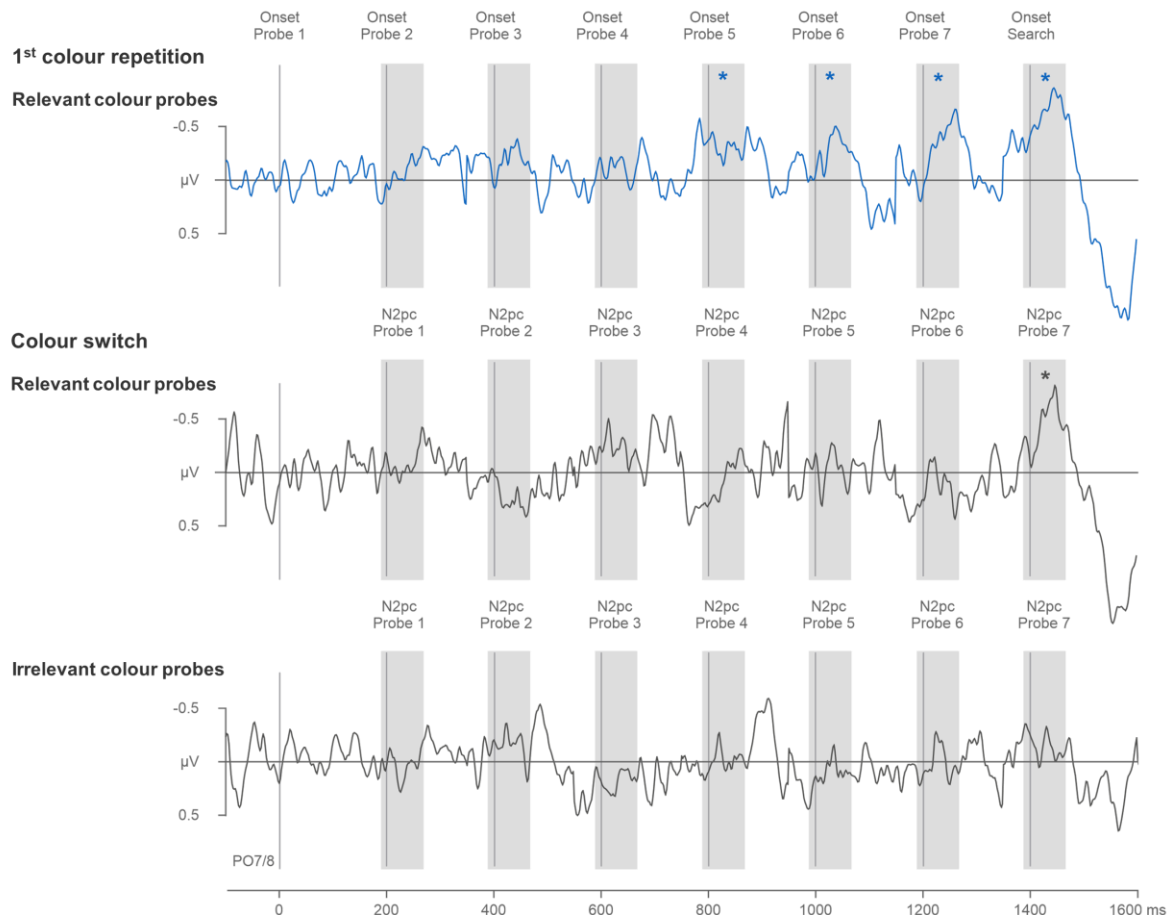 Onset Onset Onset Onset Onset Onset Onset Onset
Probe 1 Probe 2 Probe 3 Probe 4 Probe 5 Probe 6 Probe 7 Search
1st colour repetition
* * * *
Relevant colour probes
-0.5
µV
0.5
N2pc N2pc N2pc N2pc N2pc N2pc N2pc
Probe 1 Probe 2 Probe 3 Probe 4 Probe 5 Probe 6 Probe 7
Colour switch
Relevant colour probes
*
-0.5
µV
0.5
N2pc N2pc N2pc N2pc N2pc N2pc N2pc
Probe 1 Probe 2 Probe 3 Probe 4 Probe 5 Probe 6 Probe 7
Irrelevant colour probes
-0.5
µV
0.5
PO7/8
0 200 400 600 800 1000 1200 1400 1600 ms